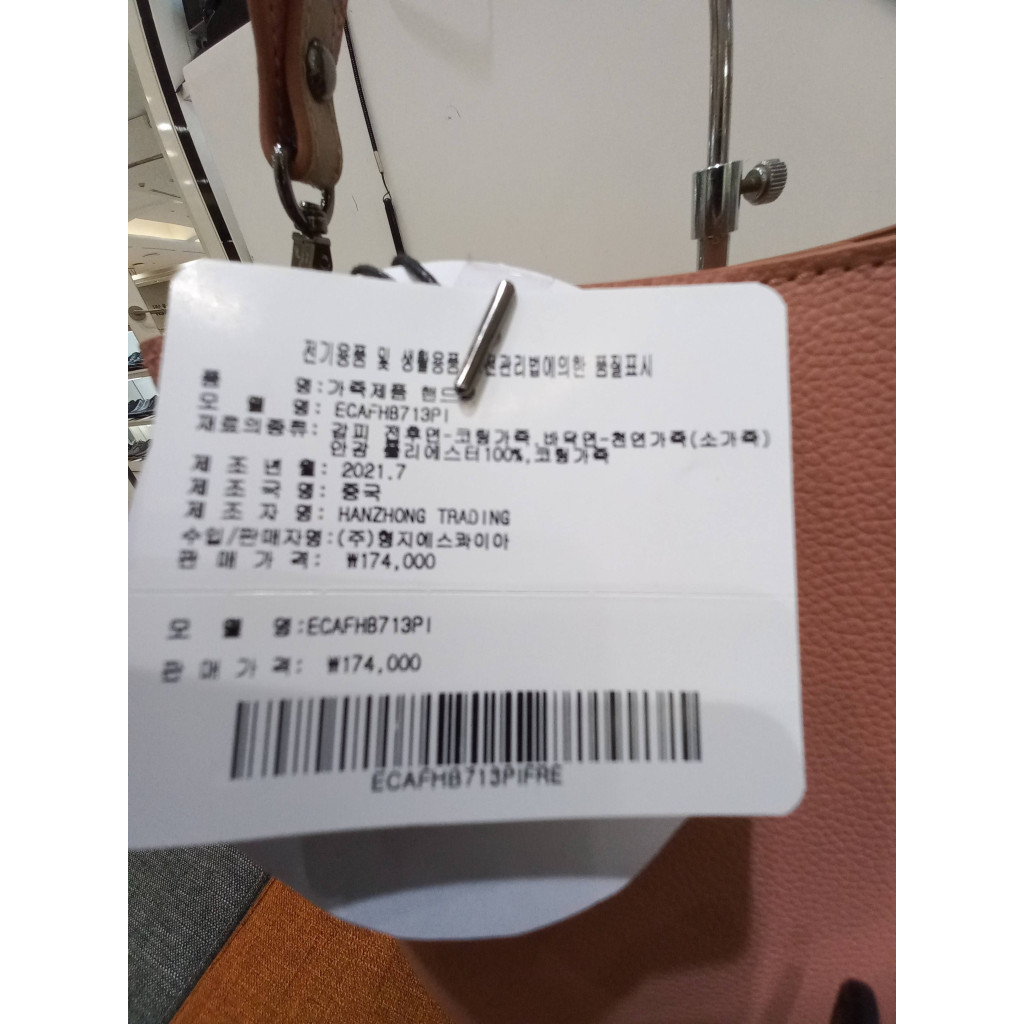 전기용품 및 생활용품 안전관리법에의한 품질표시
품 명:가죽제품 핸드
모 델 명: ECAFHB713PI
재료의종류: 겉피 전후면-코팅가죽,바닥면-천연가죽(소가죽)
안감 폴리에스터100%,코팅가죽
제 조 년 월: 2021.7
제 조 국 명: 중국
제 조 자 명: HANZHONG TRADING
수입/판매자명:(주)형지에스콰이아
판 매 가 격: ₩174,000
모 델 명:ECAFHB713PI
판 매 가 격: ₩174,000
ECAFHB713PIFRE